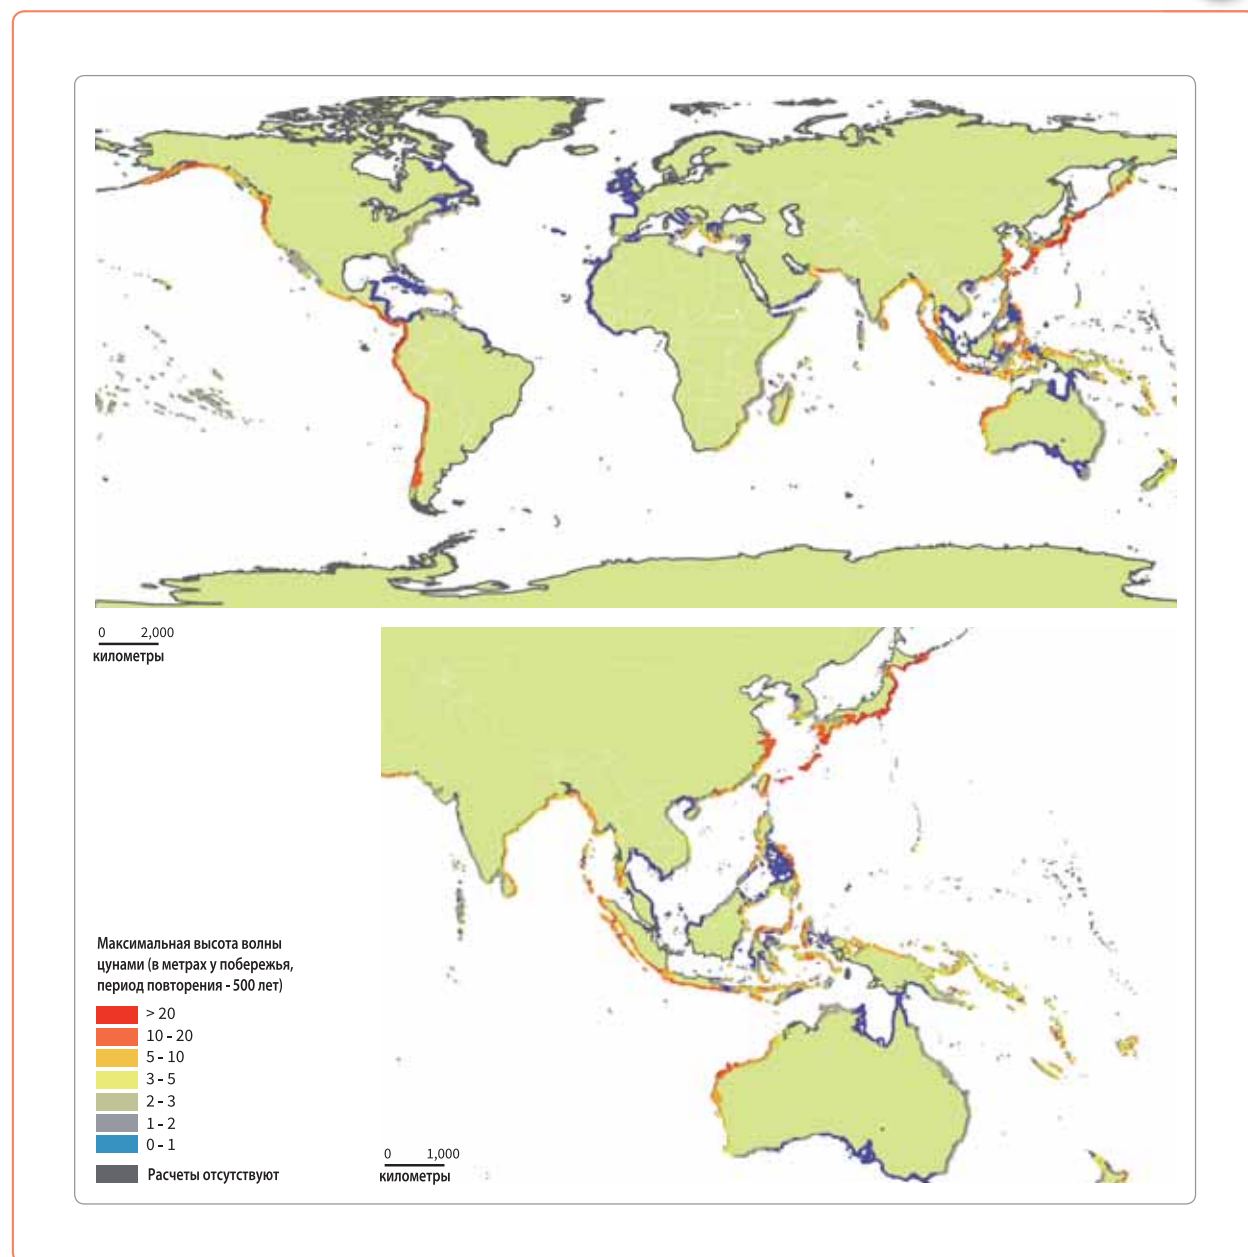 0 2,000
километры
Максимальная высота волны
цунами (в метрах у побережья,
период повторения - 500 лет)
> 20
10 - 20
5 - 10
3 - 5
2 - 3
1 - 2
0 - 1
Расчеты отсутствуют
0 1,000
километры